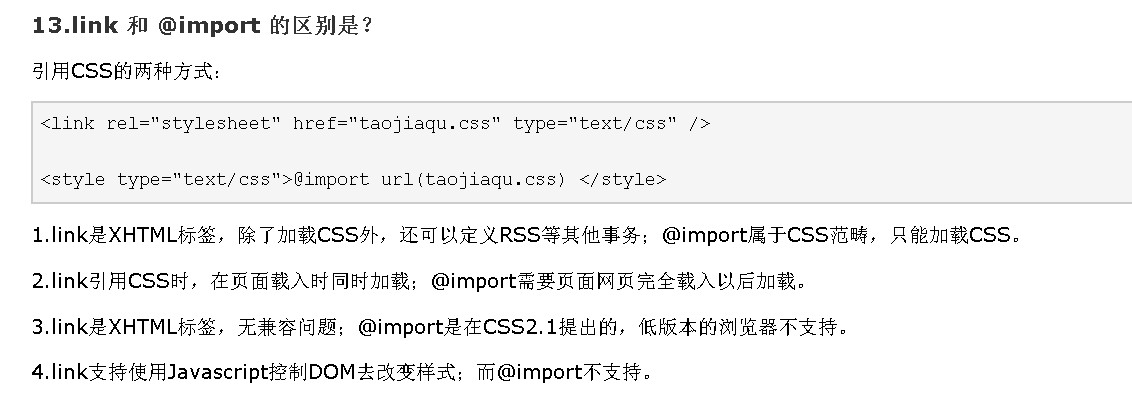 13.link 和 @import 的区别是？
引用CSS的两种方式：
<link rel="stylesheet" href="taojiaqu.css" type="text/css" />
<style type="text/css">@import url(taojiaqu.css) </style>
1.link是XHTML标签，除了加载CSS外，还可以定义RSS等其他事务；@import属于CSS范畴，只能加载CSS。
2.link引用CSS时，在页面载入时同时加载；@import需要页面网页完全载入以后加载。
3.link是XHTML标签，无兼容问题；@import是在CSS2.1提出的，低版本的浏览器不支持。
4.link支持使用Javascript控制DOM去改变样式；而@import不支持。